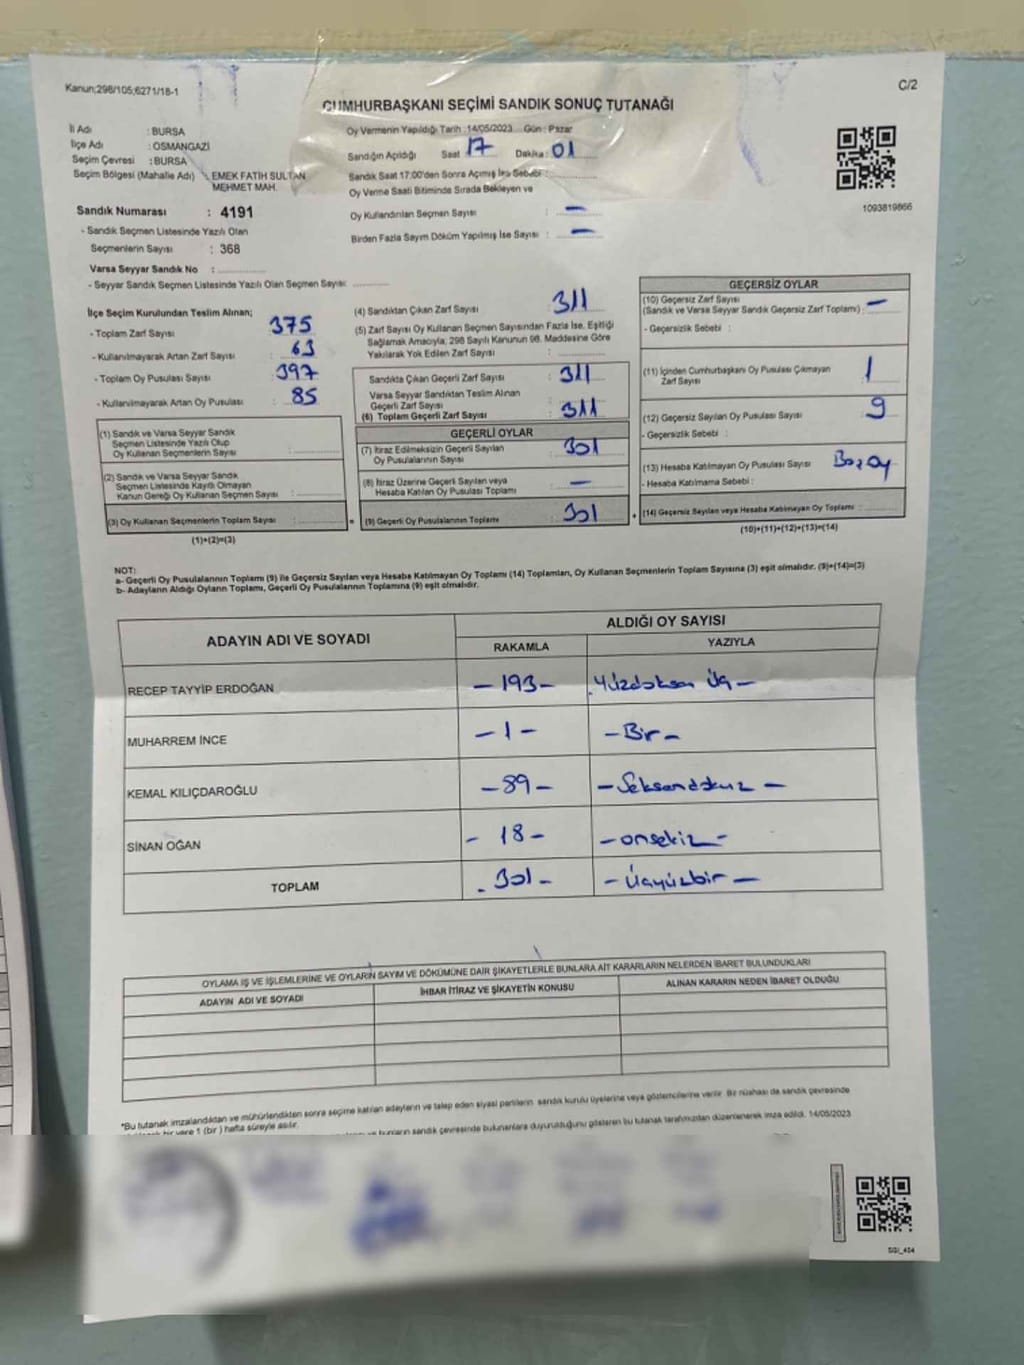 Kanun;298/105;6271/18-1
C/2
CUMHURBAŞKANI SEÇİMİ SANDIK SONUÇ TUTANAĞI
İl Adı : BURSA
İlçe Adı : OSMANGAZİ
Seçim Çevresi : BURSA
Seçim Bölgesi (Mahalle Adı) : EMEK FATİH SULTAN MEHMET MAH.
Sandık Numarası : 4191
- Sandık Seçmen Listesinde Yazılı Olan
Seçmenlerin Sayısı : 368
Varsa Seyyar Sandık No :
- Seyyar Sandık Seçmen Listesinde Yazılı Olan Seçmen Sayısı:
Oy Vermenin Yapıldığı Tarih :14/05/2023 Gün : Pazar
Sandığın Açıldığı Saat 17 Dakika : 01
Sandık Saat 17:00'den Sonra Açılmış İse Sebebi :
Oy Verme Saati Bitiminde Sırada Bekleyen ve
Oy Kullandırılan Seçmen Sayısı : –
Birden Fazla Sayım Döküm Yapılmış İse Sayısı : –
1093819866
İlçe Seçim Kurulundan Teslim Alınan;
- Toplam Zarf Sayısı 375
- Kullanılmayarak Artan Zarf Sayısı 63
- Toplam Oy Pusulası Sayısı : 397
- Kullanılmayarak Artan Oy Pusulası : 85
(1) Sandık ve Varsa Seyyar Sandık
Seçmen Listesinde Yazılı Olup
Oy Kullanan Seçmenlerin Sayısı :
(2) Sandık ve Varsa Seyyar Sandık
Seçmen Listesinde Kayıtlı Olmayan
Kanun Gereği Oy Kullanan Seçmen Sayısı :
(3) Oy Kullanan Seçmenlerin Toplam Sayısı :
(1)+(2)=(3)
=
(4) Sandıktan Çıkan Zarf Sayısı : 311
(5) Zarf Sayısı Oy Kullanan Seçmen Sayısından Fazla İse, Eşitliği
Sağlamak Amacıyla, 298 Sayılı Kanunun 98. Maddesine Göre
Yakılarak Yok Edilen Zarf Sayısı :
Sandıkta Çıkan Geçerli Zarf Sayısı : 311
Varsa Seyyar Sandıktan Teslim Alınan
Geçerli Zarf Sayısı :
(6) Toplam Geçerli Zarf Sayısı : 311
GEÇERLİ OYLAR
(7) İtiraz Edilmeksizin Geçerli Sayılan
Oy Pusulalarının Sayısı : 301
(8) İtiraz Üzerine Geçerli Sayılan veya
Hesaba Katılan Oy Pusulası Toplamı : –
(9) Geçerli Oy Pusulalarının Toplamı : 301
+
GEÇERSİZ OYLAR
(10) Geçersiz Zarf Sayısı
(Sandık ve Varsa Seyyar Sandık Geçersiz Zarf Toplamı) : –
- Geçersizlik Sebebi :
(11) İçinden Cumhurbaşkanı Oy Pusulası Çıkmayan
Zarf Sayısı : 1
(12) Geçersiz Sayılan Oy Pusulası Sayısı : 9
- Geçersizlik Sebebi :
(13) Hesaba Katılmayan Oy Pusulası Sayısı :
- Hesaba Katılmama Sebebi :
(14) Geçersiz Sayılan veya Hesaba Katılmayan Oy Toplamı :
(10)+(11)+(12)+(13)=(14)
NOT:
a- Geçerli Oy Pusulalarının Toplamı (9) ile Geçersiz Sayılan veya Hesaba Katılmayan Oy Toplamı (14) Toplamları, Oy Kullanan Seçmenlerin Toplam Sayısına (3) eşit olmalıdır. (9)+(14)=(3)
b- Adayların Aldığı Oyların Toplamı, Geçerli Oy Pusulalarının Toplamına (9) eşit olmalıdır.
ADAYIN ADI VE SOYADI
ALDIĞI OY SAYISI
RAKAMLA YAZIYLA
RECEP TAYYİP ERDOĞAN – 193 – Yüzdoksan Üç –
MUHARREM İNCE – 1 – – Bir –
KEMAL KILIÇDAROĞLU – 89 – – Seksendokuz –
SİNAN OĞAN – 18 – – onsekiz –
TOPLAM – 301 – – Üçyüzbir –
OYLAMA İŞ VE İŞLEMLERİNE VE OYLARIN SAYIM VE DÖKÜMÜNE DAİR ŞİKAYETLERLE BUNLARA AİT KARARLARIN NELERDEN İBARET BULUNDUKLARI
ADAYIN ADI VE SOYADI İHBAR İTİRAZ VE ŞİKAYETİN KONUSU ALINAN KARARIN NEDEN İBARET OLDUĞU
*Bu tutanak imzalandıktan ve mühürlendikten sonra seçime katılan adayların ve talep eden siyasi partilerin sandık kurulu üyelerine veya gözlemcilerine verilir. Bir nüshası da sandık çevresinde
bir yere 1 (bir ) hafta süreyle asılır.
sandık çevresinde bulunanlara duyurulduğunu gösteren bu tutanak tarafımızdan düzenlenerek imza edildi. 14/05/2023